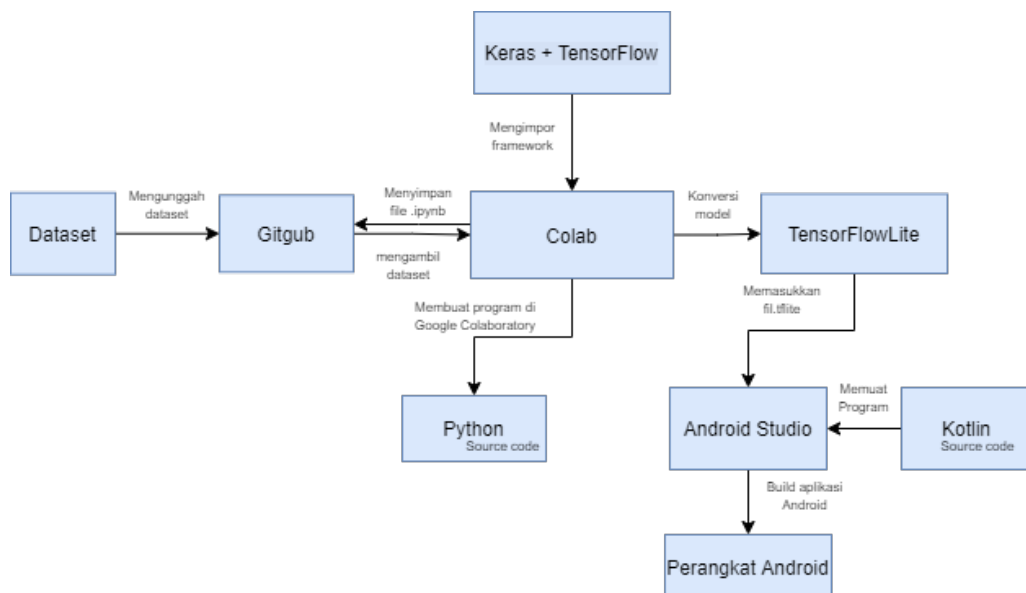 Keras + TensorFlow
Mengimpor
framework
Mengunggah
dataset
Menyimpan
file .ipynb
Konversi
model
Dataset
Gitgub
Colab
TensorFlowLite
mengambil
dataset
Membuat program di
Google Colaboratory
Memasukkan
fil.tflite
Python
Source code
Android Studio
Memuat
Program
Kotlin
Source code
Build aplikasi
Android
Perangkat Android